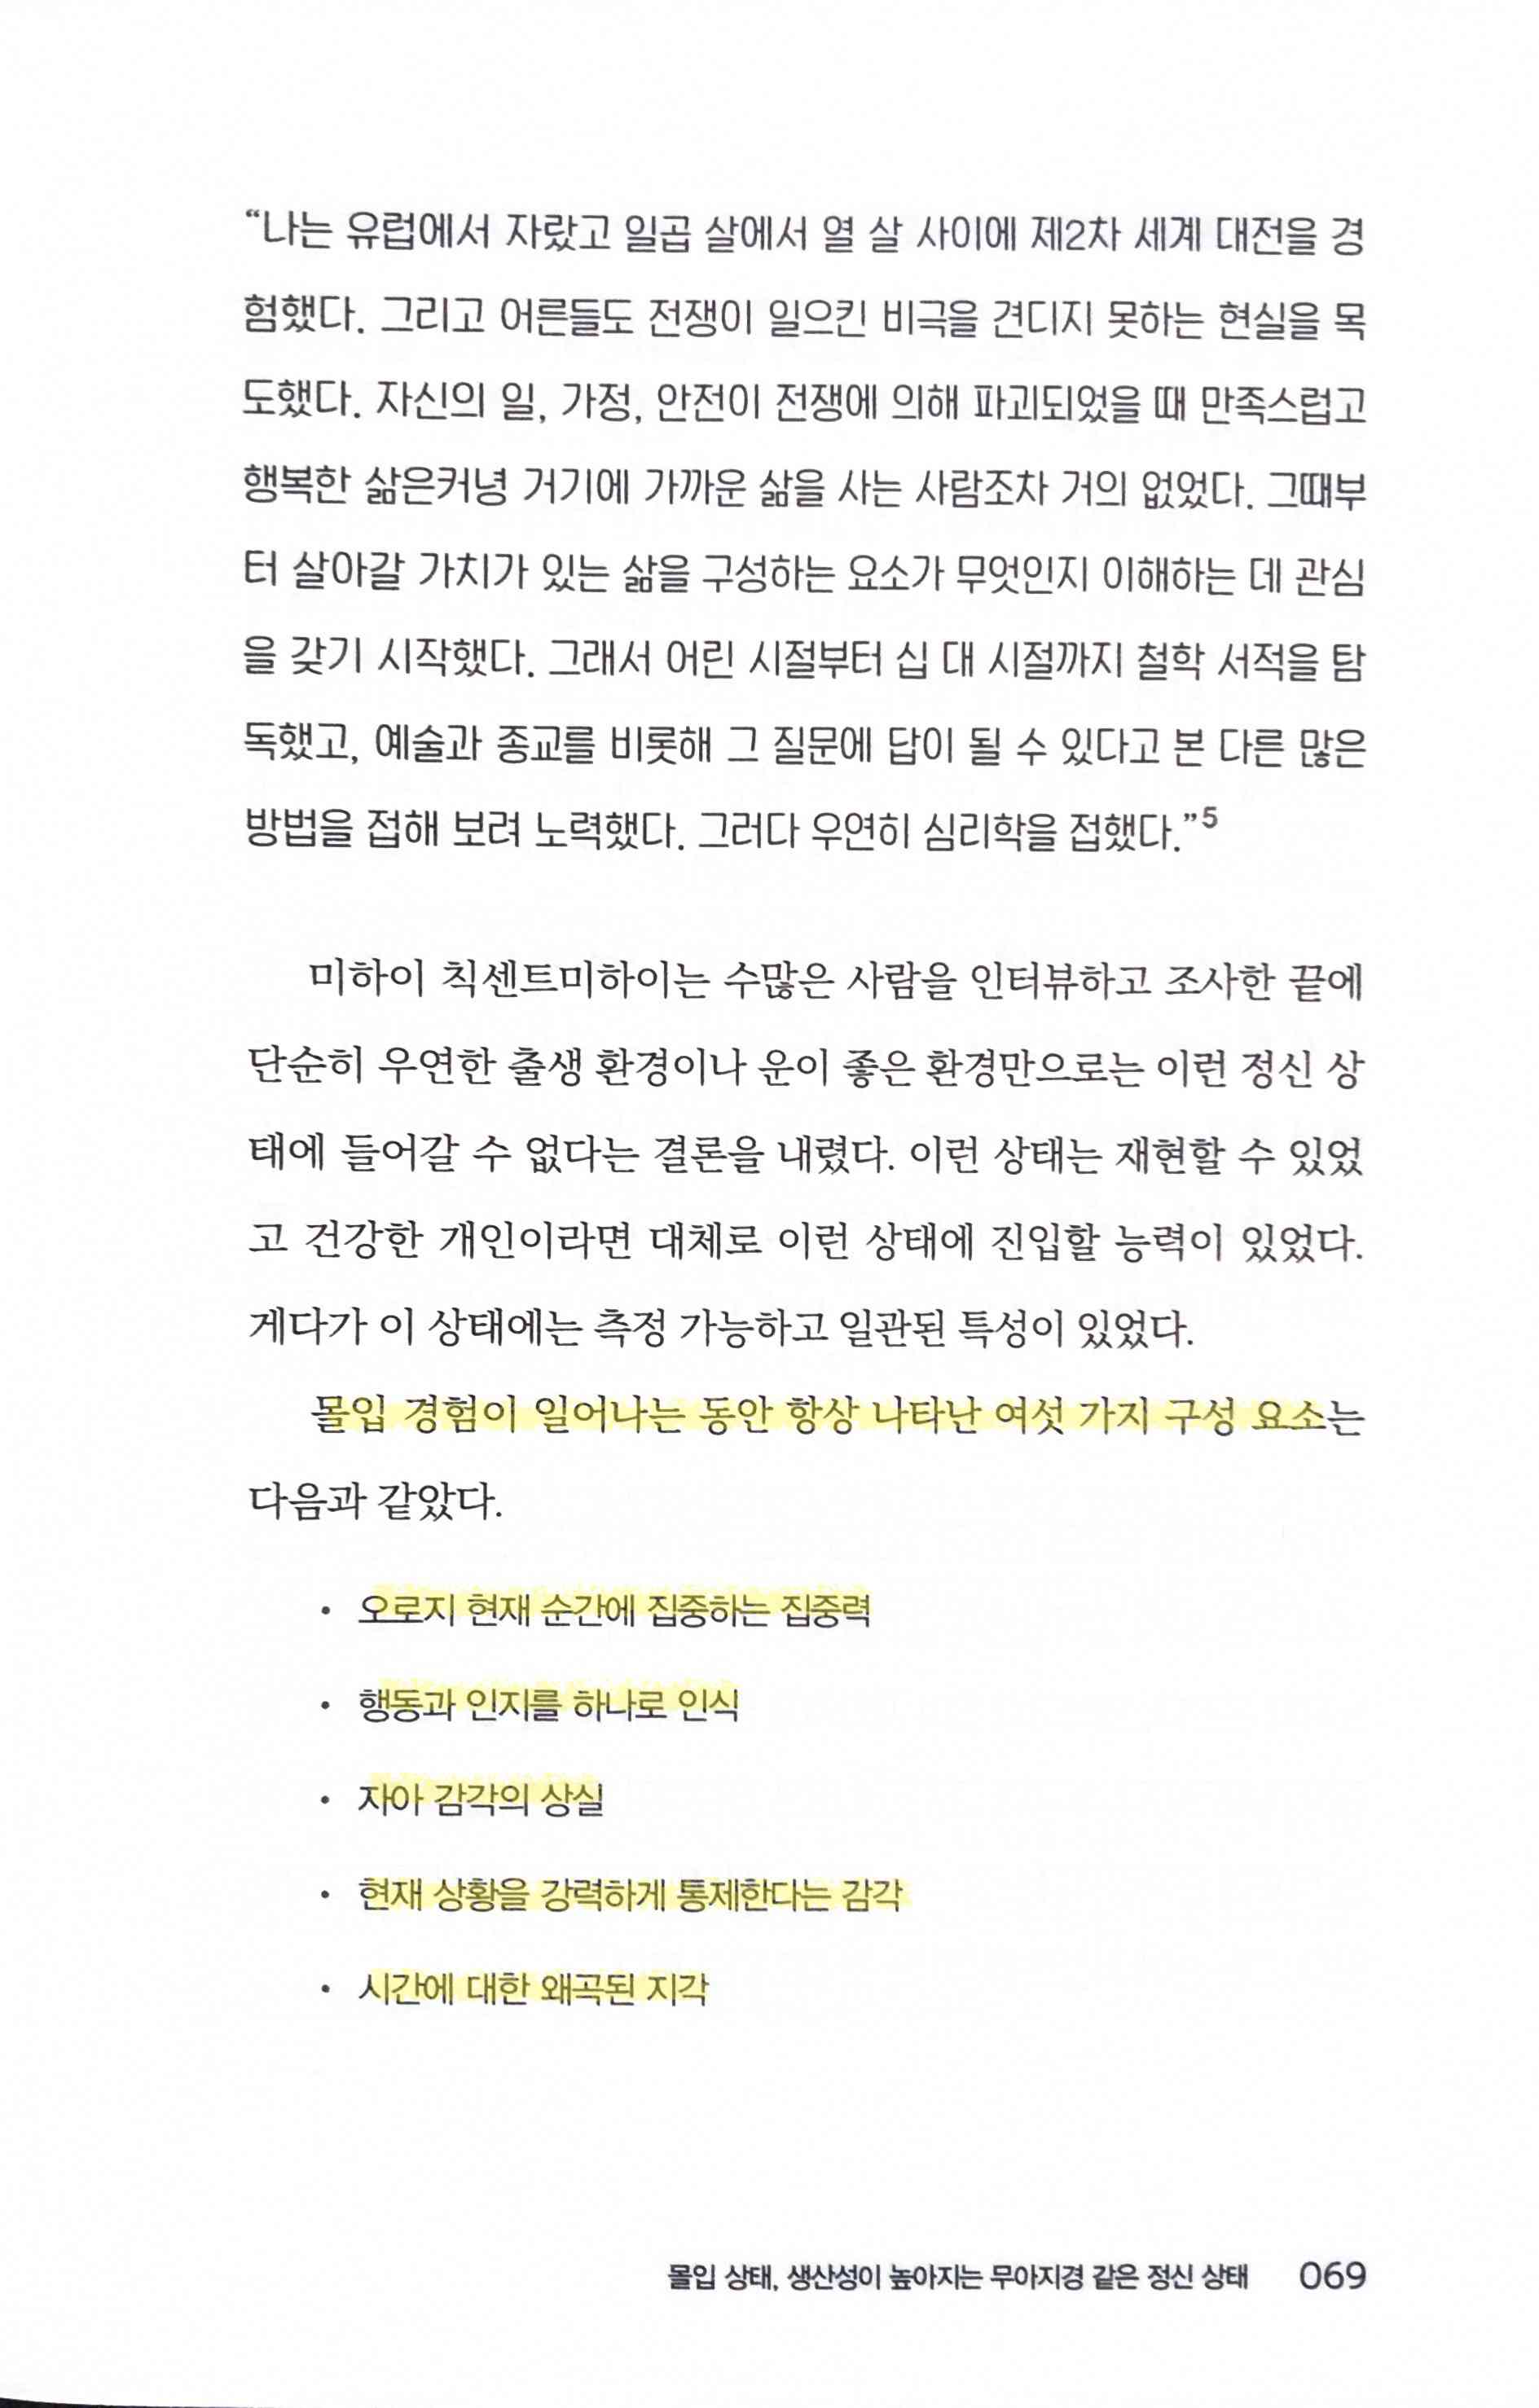 “나는 유럽에서 자랐고 일곱 살에서 열 살 사이에 제2차 세계 대전을 경
험했다. 그리고 어른들도 전쟁이 일으킨 비극을 견디지 못하는 현실을 목
도했다. 자신의 일, 가정, 안전이 전쟁에 의해 파괴되었을 때 만족스럽고
행복한 삶은커녕 거기에 가까운 삶을 사는 사람조차 거의 없었다. 그때부
터 살아갈 가치가 있는 삶을 구성하는 요소가 무엇인지 이해하는 데 관심
을 갖기 시작했다. 그래서 어린 시절부터 십 대 시절까지 철학 서적을 탐
독했고, 예술과 종교를 비롯해 그 질문에 답이 될 수 있다고 본 다른 많은
방법을 접해 보려 노력했다. 그러다 우연히 심리학을 접했다.”5
미하이 칙센트미하이는 수많은 사람을 인터뷰하고 조사한 끝에
단순히 우연한 출생 환경이나 운이 좋은 환경만으로는 이런 정신 상
태에 들어갈 수 없다는 결론을 내렸다. 이런 상태는 재현할 수 있었
고 건강한 개인이라면 대체로 이런 상태에 진입할 능력이 있었다.
게다가 이 상태에는 측정 가능하고 일관된 특성이 있었다.
몰입 경험이 일어나는 동안 항상 나타난 여섯 가지 구성 요소는
다음과 같았다.
• 오로지 현재 순간에 집중하는 집중력
• 행동과 인지를 하나로 인식
• 자아 감각의 상실
• 현재 상황을 강력하게 통제한다는 감각
• 시간에 대한 왜곡된 지각
몰입 상태, 생산성이 높아지는 무아지경 같은 정신 상태 069